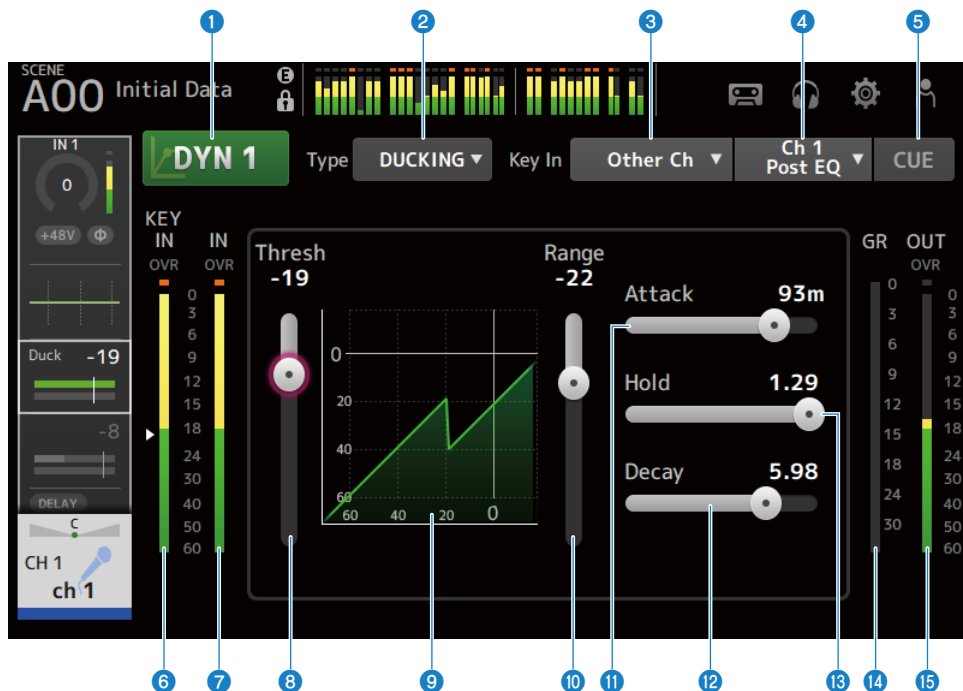 1 2 3 4 5
SCENE
A00 Initial Data
E
IN 1
0
+48V Φ
DYN 1
Type DUCKING ▼
Key In Other Ch ▼
Ch 1
Post EQ ▼
CUE
Duck -19
-8
DELAY
C
CH 1
ch 1
KEY
IN IN
OVR OVR
0
3
6
9
12
15
18
24
30
40
50
60
Thresh
-19
0
20
40
60
60 40 20 0
Range
-22
Attack 93m
Hold 1.29
Decay 5.98
GR OUT
OVR
0
3
6
9
12
15
18
24
30
0
3
6
9
12
15
18
24
30
40
50
60
6 7 8 9 10 11 12 13 14 15